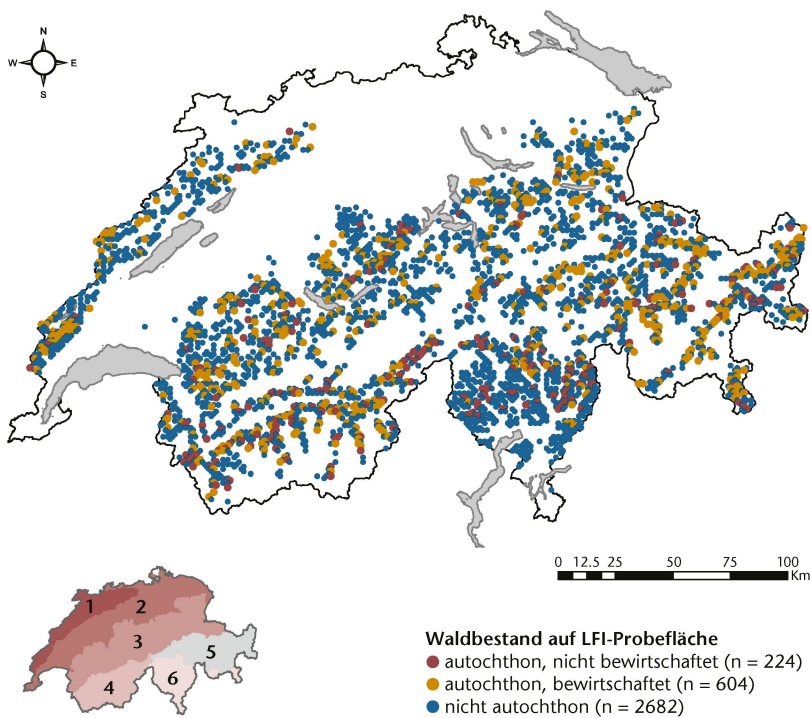 N
W E
S
0 12.5 25 50 75 100
Km
1 2
3
5
4 6
Waldbestand auf LFI-Probefläche
autochthon, nicht bewirtschaftet (n = 224)
autochthon, bewirtschaftet (n = 604)
nicht autochthon (n = 2682)